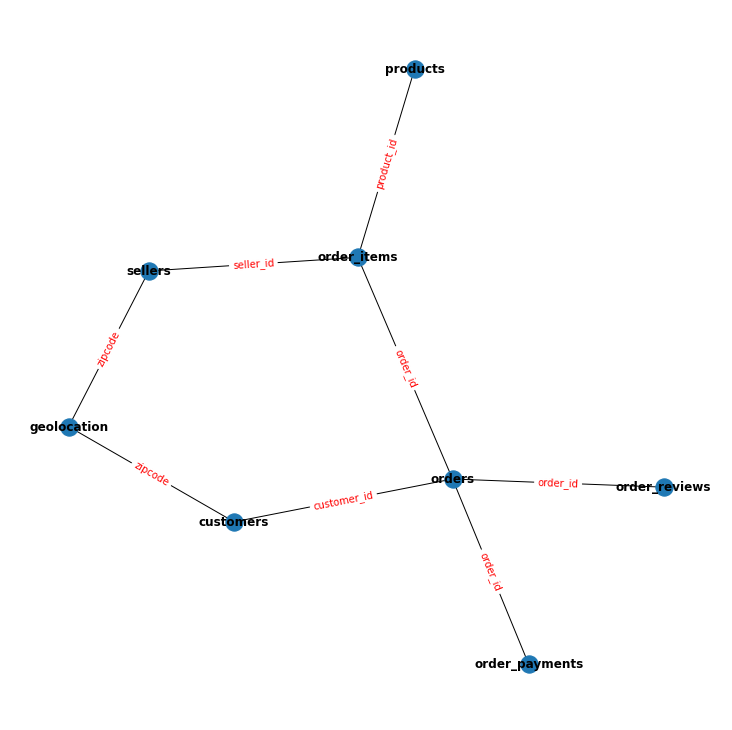 products
product_id
order_items
seller_id
sellers
zipcode
order_id
geolocation
zipcode
orders
order_id
order_reviews
customer_id
customers
order_id
order_payments